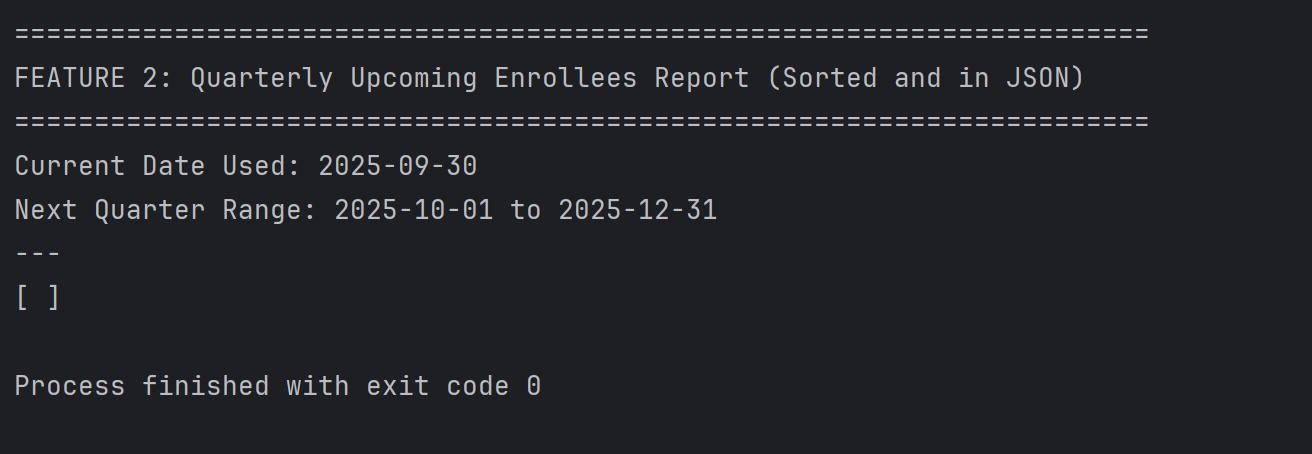 =======================================================================
FEATURE 2: Quarterly Upcoming Enrollees Report (Sorted and in JSON)
=======================================================================
Current Date Used: 2025-09-30
Next Quarter Range: 2025-10-01 to 2025-12-31
---
[ ]
Process finished with exit code 0